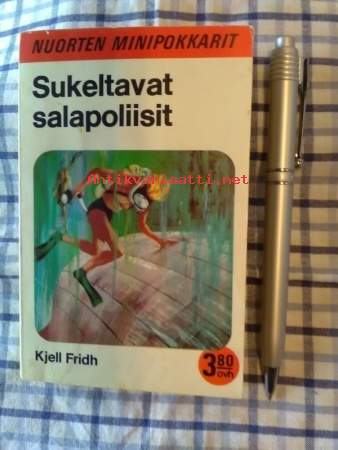 NUORTEN MINIPOKKARIT
Sukeltavat
salapoliisit
Antikvariaatti.net
Kjell Fridh
3 80
ovh